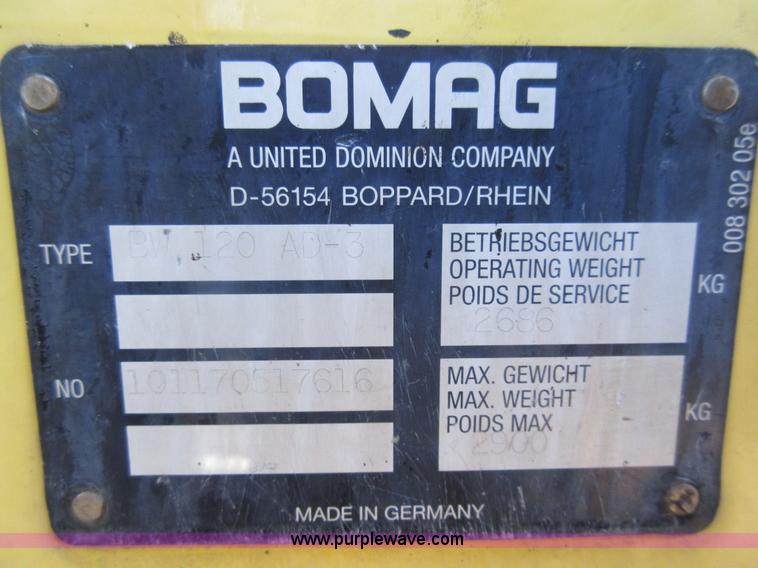 BOMAG
A UNITED DOMINION COMPANY
D-56154 BOPPARD/RHEIN
008 302 05e
TYPE BW 120 AD-3
BETRIEBSGEWICHT
OPERATING WEIGHT KG
POIDS DE SERVICE
2686
NO 101170517616
MAX. GEWICHT
MAX. WEIGHT KG
POIDS MAX
2900
MADE IN GERMANY
www.purplewave.com